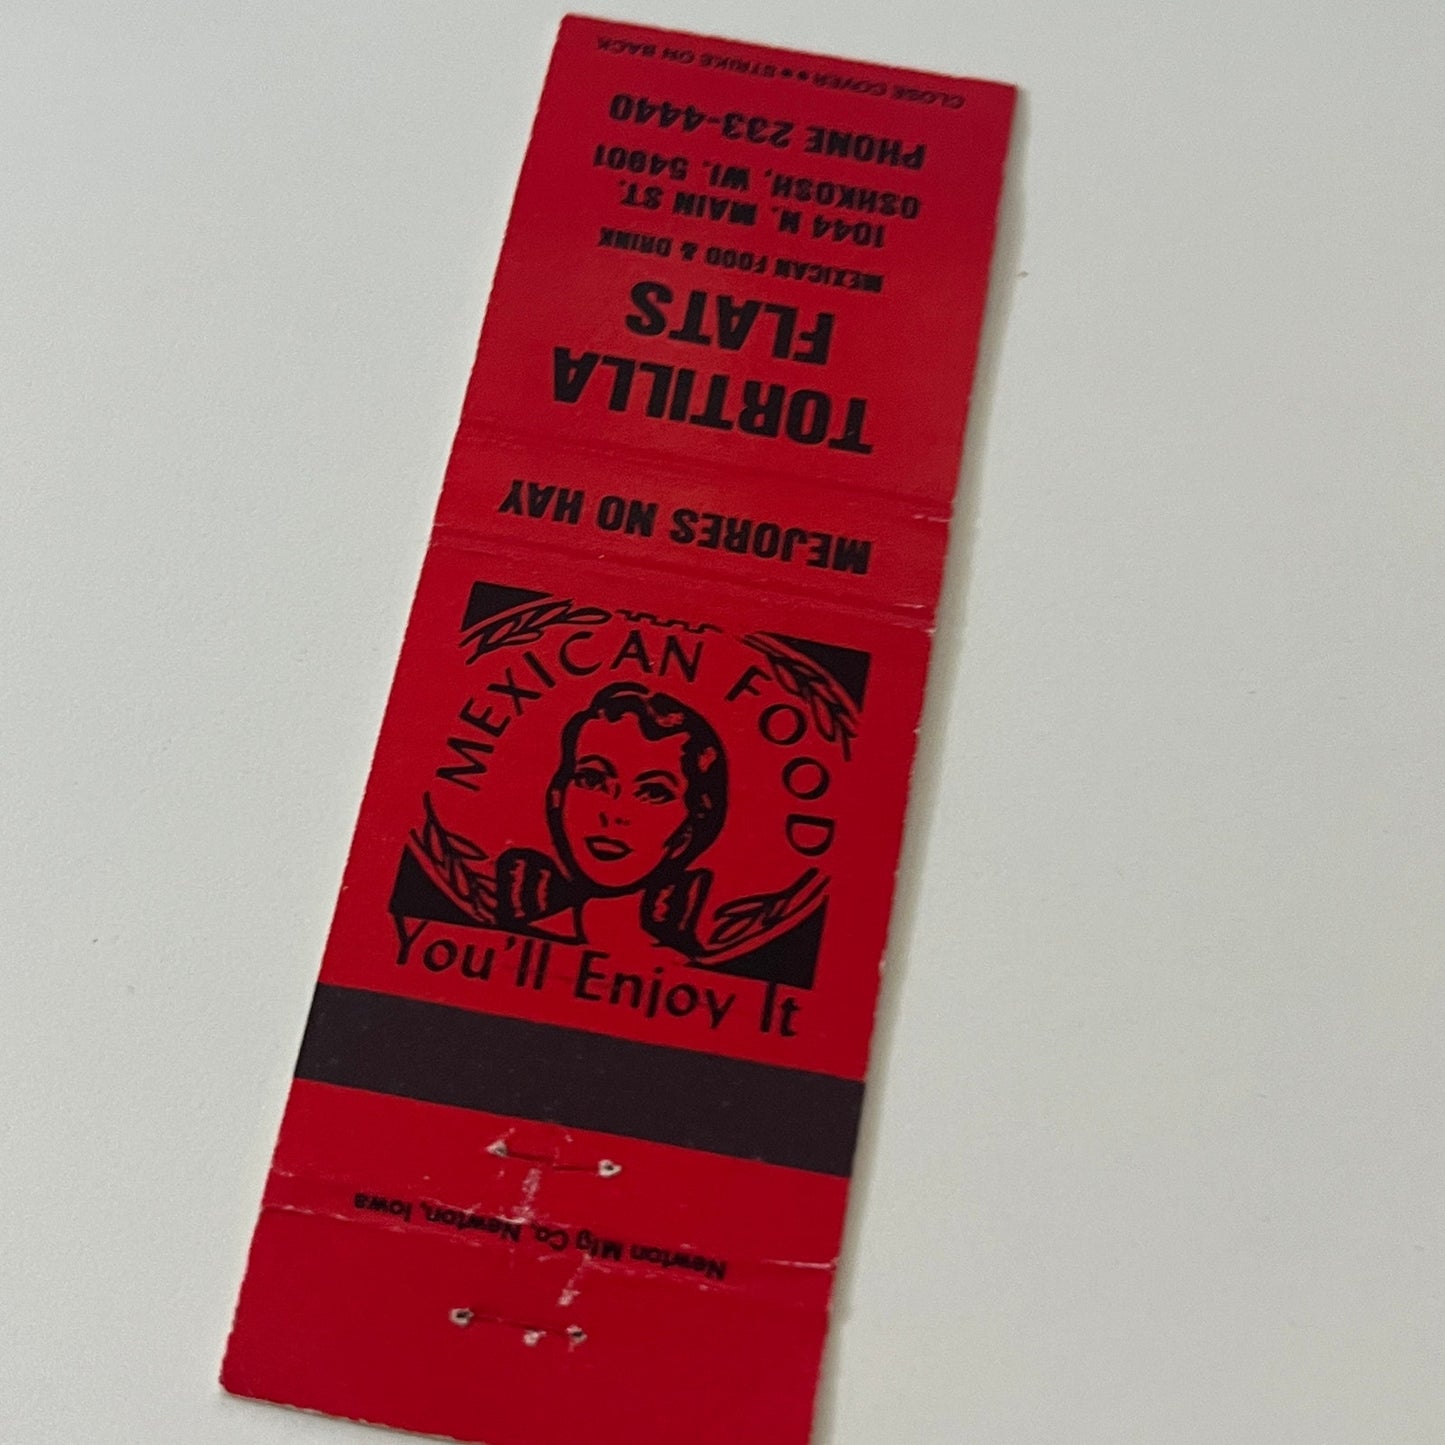 CLOSE COVER••STRIKE ON BACK
PHONE 233-4440
OSHKOSH, WI. 54901
1044 N. MAIN ST.
MEXICAN FOOD & DRINK
TORTILLA
FLATS
MEJORES NO HAY
MEXICAN FOOD
You'll Enjoy It
Newton Mfg Co, Newton, Iowa